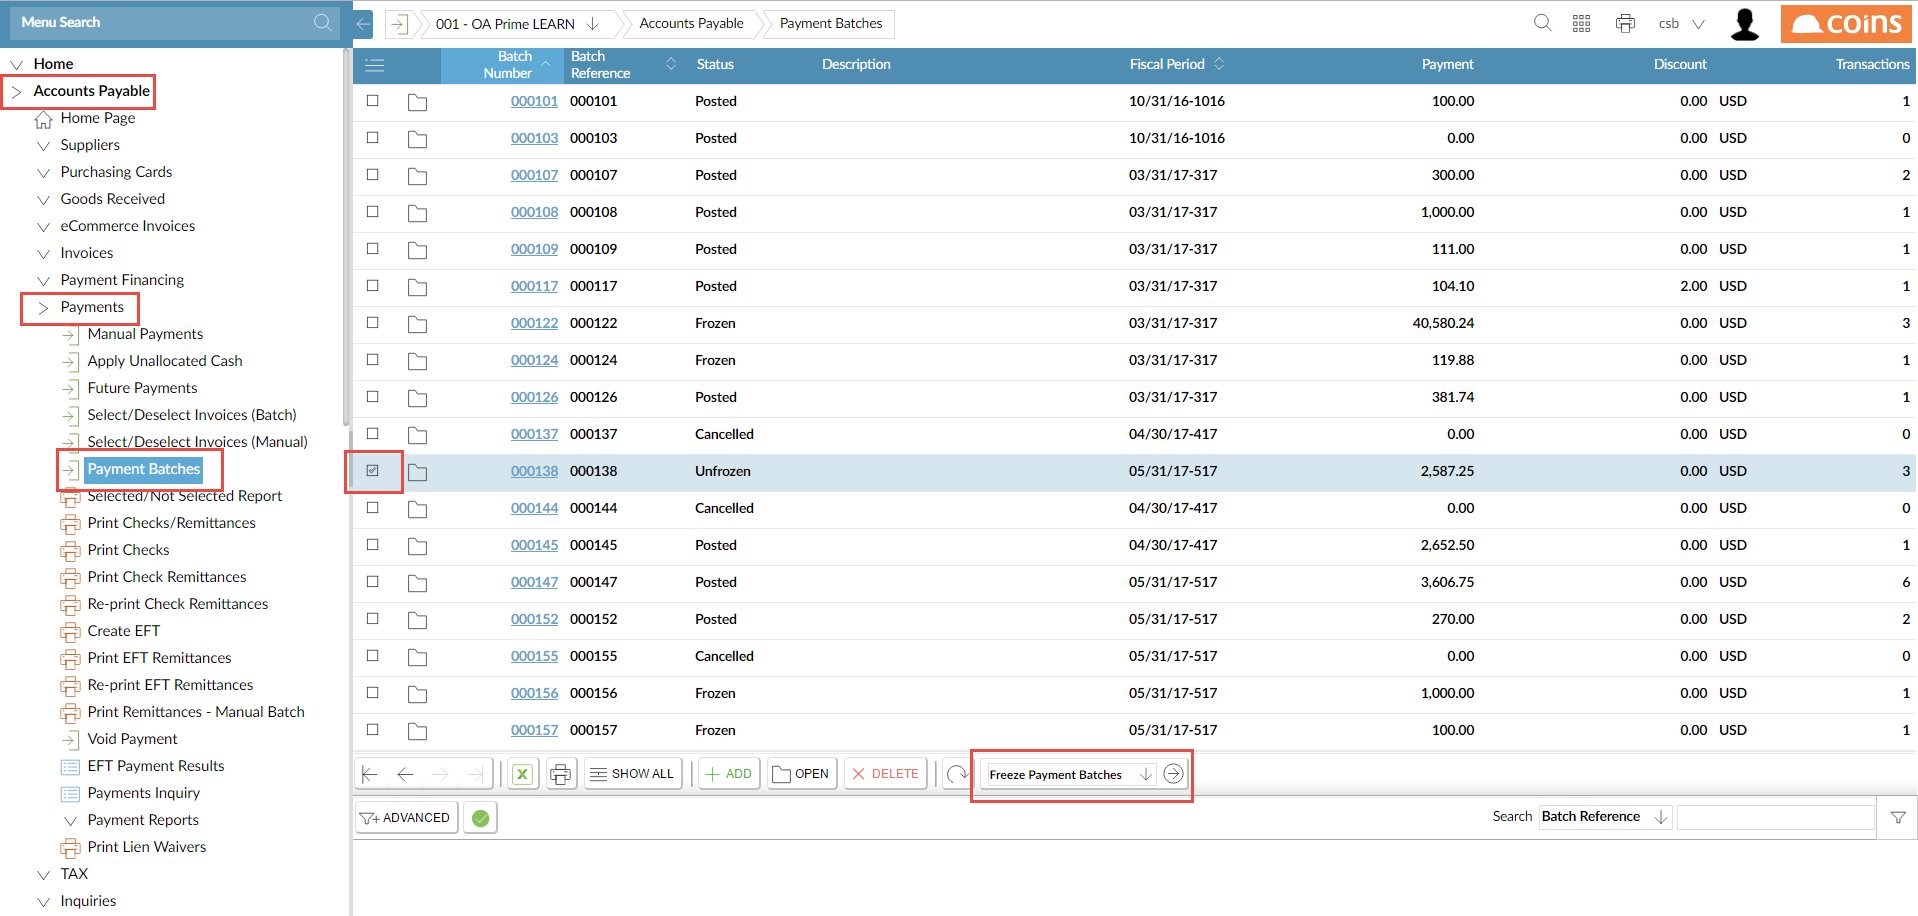 Menu Search
001 - OA Prime LEARN
Accounts Payable
Payment Batches
csb
coins
Home
Accounts Payable
Home Page
Suppliers
Purchasing Cards
Goods Received
eCommerce Invoices
Invoices
Payment Financing
Payments
Manual Payments
Apply Unallocated Cash
Future Payments
Select/Deselect Invoices (Batch)
Select/Deselect Invoices (Manual)
Payment Batches
Selected/Not Selected Report
Print Checks/Remittances
Print Checks
Print Check Remittances
Re-print Check Remittances
Create EFT
Print EFT Remittances
Re-print EFT Remittances
Print Remittances - Manual Batch
Void Payment
EFT Payment Results
Payments Inquiry
Payment Reports
Print Lien Waivers
TAX
Inquiries
Batch Number Batch Reference Status Description Fiscal Period Payment Discount Transactions
000101 000101 Posted 10/31/16-1016 100.00 0.00 USD 1
000103 000103 Posted 10/31/16-1016 0.00 0.00 USD 0
000107 000107 Posted 03/31/17-317 300.00 0.00 USD 2
000108 000108 Posted 03/31/17-317 1,000.00 0.00 USD 1
000109 000109 Posted 03/31/17-317 111.00 0.00 USD 1
000117 000117 Posted 03/31/17-317 104.10 2.00 USD 1
000122 000122 Frozen 03/31/17-317 40,580.24 0.00 USD 3
000124 000124 Frozen 03/31/17-317 119.88 0.00 USD 1
000126 000126 Posted 03/31/17-317 381.74 0.00 USD 1
000137 000137 Cancelled 04/30/17-417 0.00 0.00 USD 0
000138 000138 Unfrozen 05/31/17-517 2,587.25 0.00 USD 3
000144 000144 Cancelled 04/30/17-417 0.00 0.00 USD 0
000145 000145 Posted 04/30/17-417 2,652.50 0.00 USD 1
000147 000147 Posted 05/31/17-517 3,606.75 0.00 USD 6
000152 000152 Posted 05/31/17-517 270.00 0.00 USD 2
000155 000155 Cancelled 05/31/17-517 0.00 0.00 USD 0
000156 000156 Frozen 05/31/17-517 1,000.00 0.00 USD 1
000157 000157 Frozen 05/31/17-517 100.00 0.00 USD 1
SHOW ALL ADD OPEN DELETE Freeze Payment Batches
ADVANCED Search Batch Reference